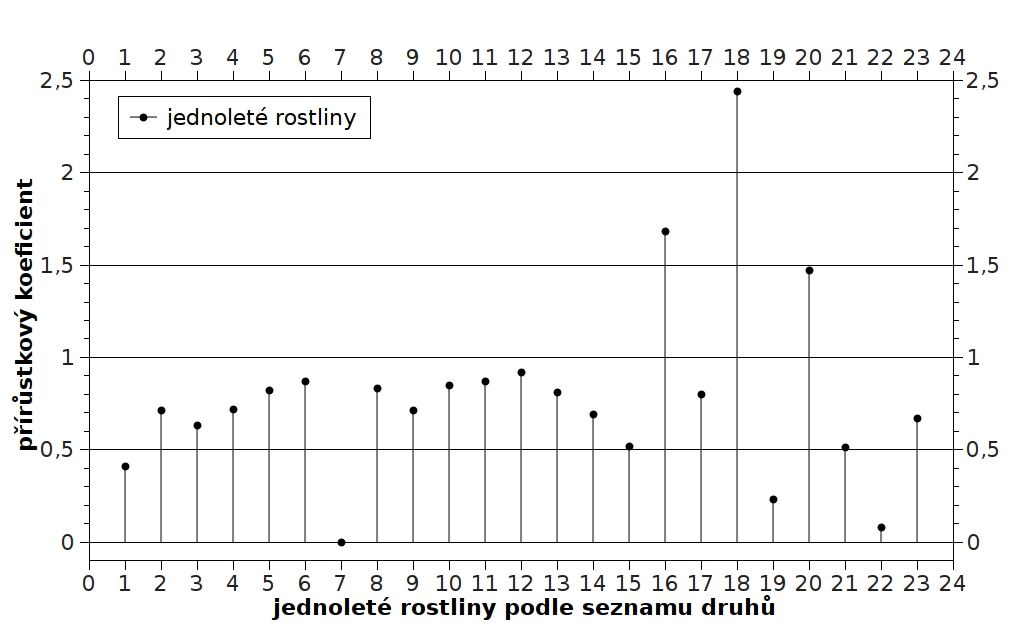 0 1 2 3 4 5 6 7 8 9 10 11 12 13 14 15 16 17 18 19 20 21 22 23 24
2,5 2,5
jednoleté rostliny
2 2
1,5 1,5
1 1
0,5 0,5
0 0
přírůstkový koeficient
0 1 2 3 4 5 6 7 8 9 10 11 12 13 14 15 16 17 18 19 20 21 22 23 24
jednoleté rostliny podle seznamu druhů